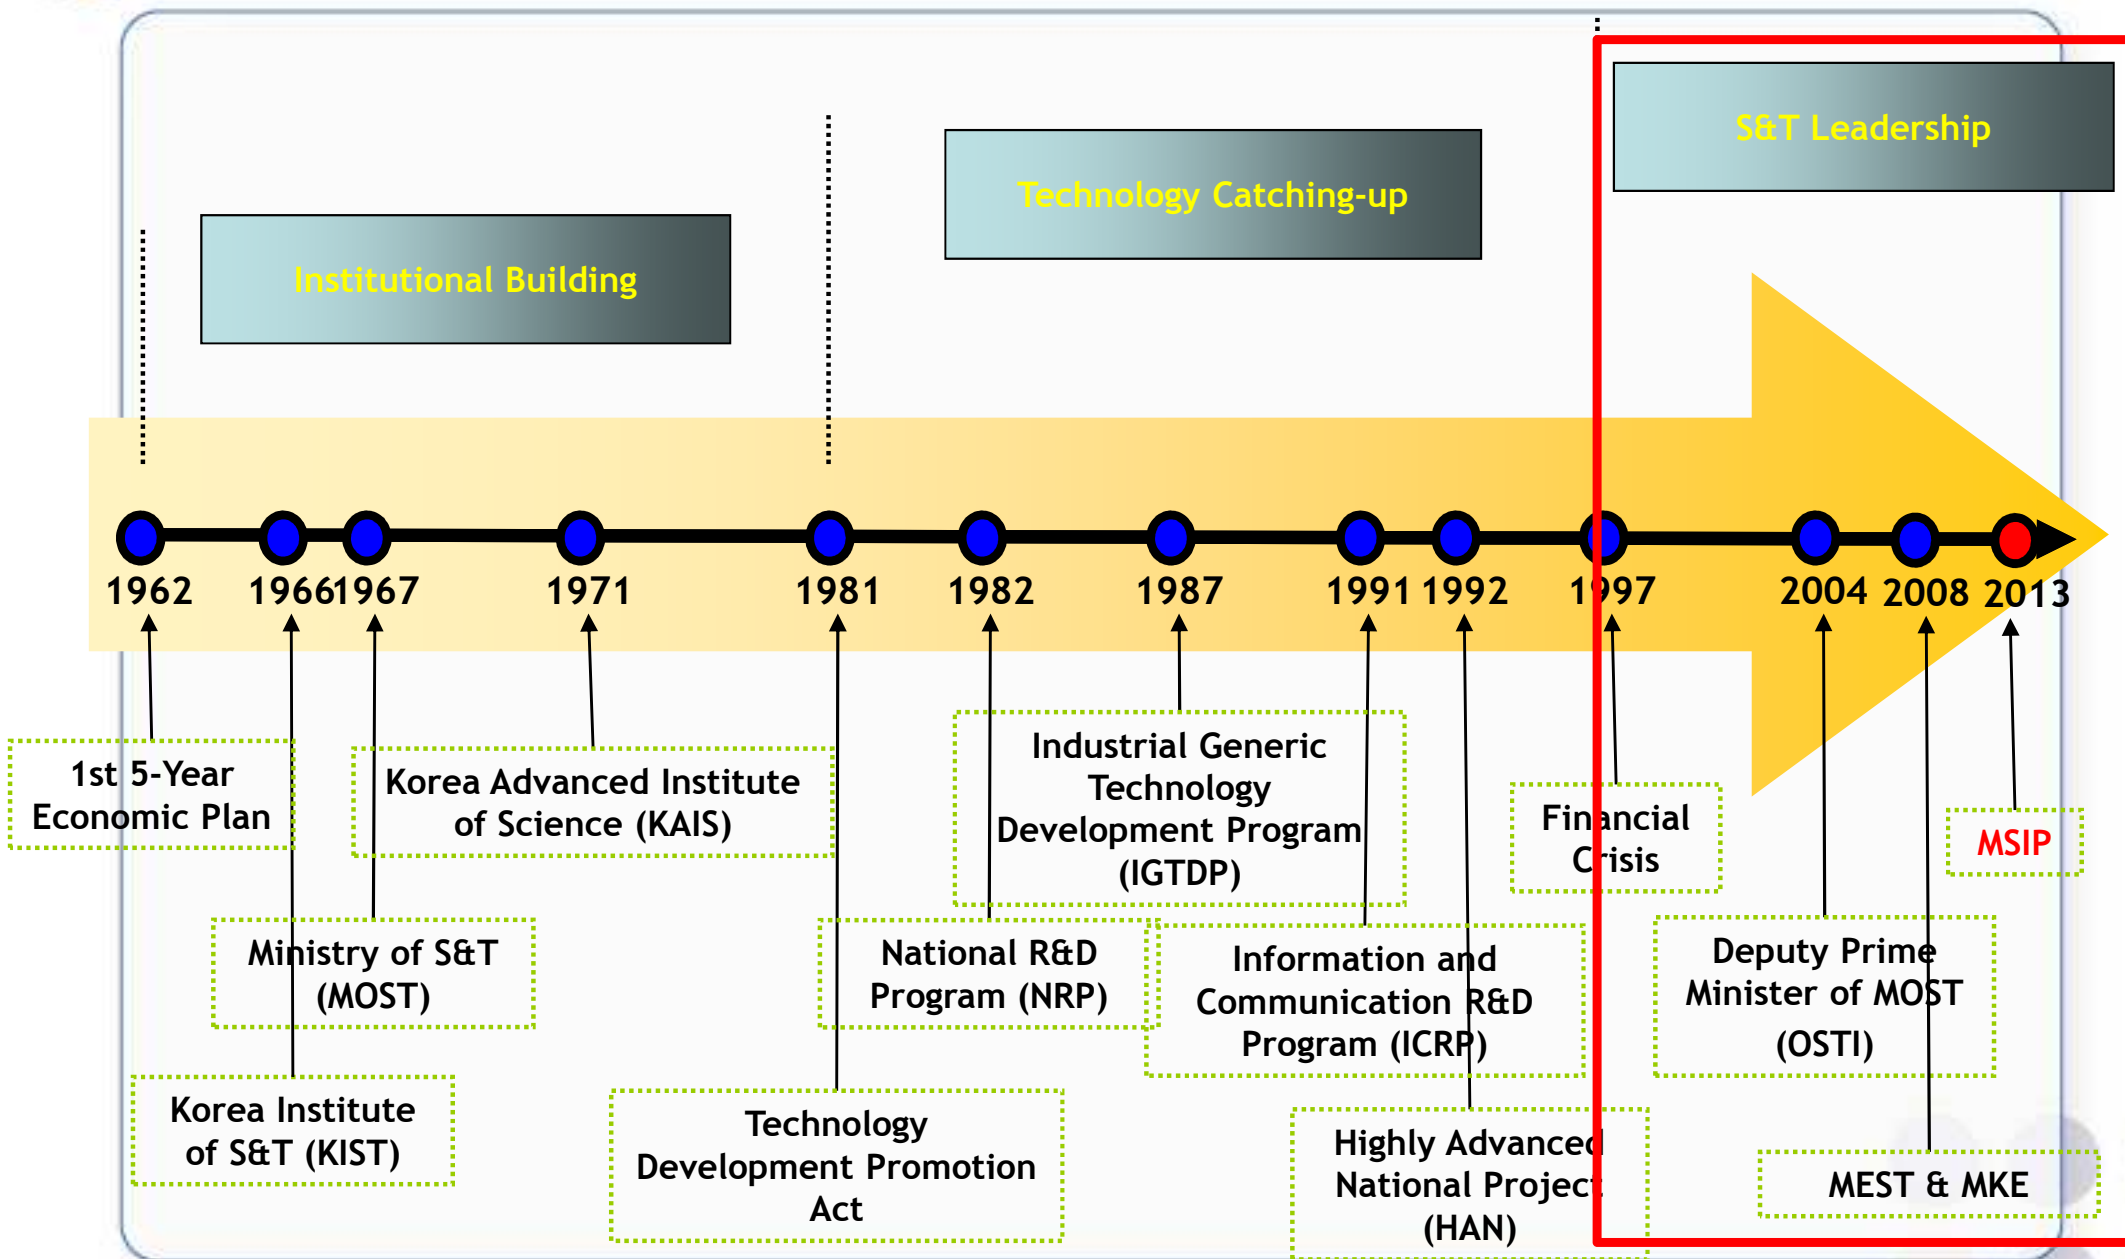 S&T Leadership
Technology Catching-up
Institutional Building
1962
1966
1967
1971
1981
1982
1987
1991
1992
1997
2004
2008
2013
1st 5-Year
Economic Plan
Korea Advanced Institute
of Science (KAIS)
Industrial Generic
Technology
Development Program
(IGTDP)
Financial
Crisis
MSIP
Ministry of S&T
(MOST)
National R&D
Program (NRP)
Information and
Communication R&D
Program (ICRP)
Deputy Prime
Minister of MOST
(OSTI)
Korea Institute
of S&T (KIST)
Technology
Development Promotion
Act
Highly Advanced
National Project
(HAN)
MEST & MKE